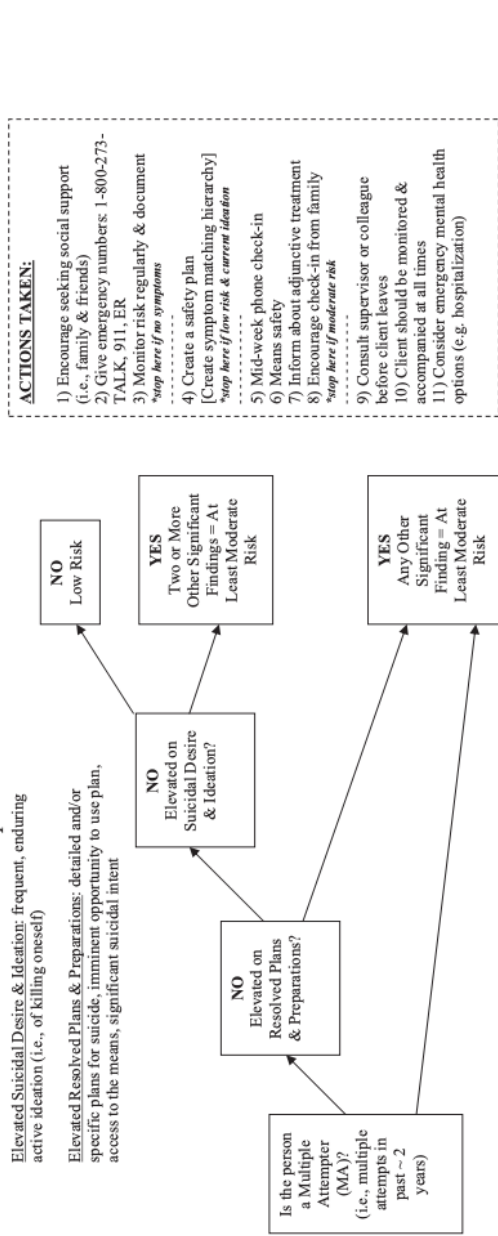 Elevated Suicidal Desire & Ideation: frequent, enduring
active ideation (i.e., of killing oneself)
Elevated Resolved Plans & Preparations: detailed and/or
specific plans for suicide, imminent opportunity to use plan,
access to the means, significant suicidal intent
Is the person
a Multiple
Attempter
(MA)?
(i.e., multiple
attempts in
past ~ 2
years)
NO
Elevated on
Resolved Plans
& Preparations?
NO
Elevated on
Suicidal Desire
& Ideation?
NO
Low Risk
YES
Two or More
Other Significant
Findings = At
Least Moderate
Risk
YES
Any Other
Significant
Finding = At
Least Moderate
Risk
ACTIONS TAKEN:
1) Encourage seeking social support
(i.e., family & friends)
2) Give emergency numbers: 1-800-273-
TALK, 911, ER
3) Monitor risk regularly & document
*stop here if no symptoms
4) Create a safety plan
[Create symptom matching hierarchy]
*stop here if low risk & current ideation
5) Mid-week phone check-in
6) Means safety
7) Inform about adjunctive treatment
8) Encourage check-in from family
*stop here if moderate risk
9) Consult supervisor or colleague
before client leaves
10) Client should be monitored &
accompanied at all times
11) Consider emergency mental health
options (e.g. hospitalization)